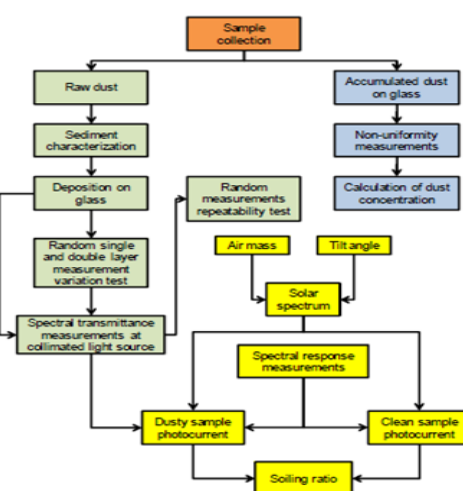 Sample
collection
Raw dust
Accumulated dust
on glass
Sediment
characterization
Non-uniformity
measurements
Deposition on
glass
Random
measurements
repeatability test
Calculation of dust
concentration
Random single
and double layer
measurement
variation test
Air mass
Tilt angle
Solar
spectrum
Spectral transmittance
measurements at
collimated light source
Spectral response
measurements
Dusty sample
photocurrent
Clean sample
photocurrent
Soiling ratio